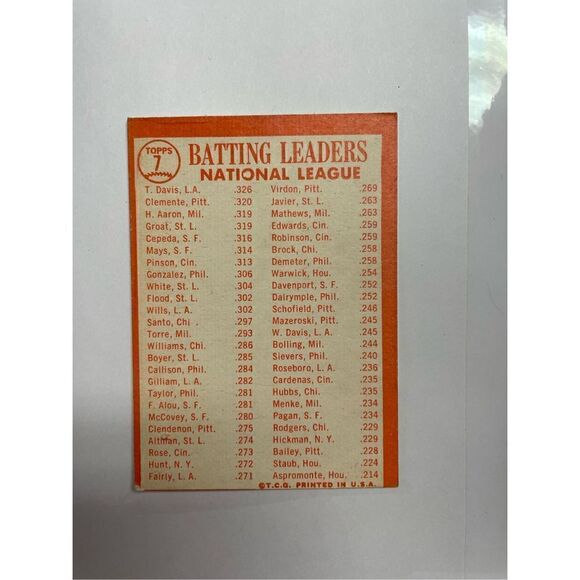 TOPPS
7
BATTING LEADERS
NATIONAL LEAGUE
T. Davis, L.A. .326 Virdon, Pitt. .269
Clemente, Pitt. .320 Javier, St. L .263
H. Aaron, Mil. .319 Mathews, Mil .263
Groat, St. L .319 Edwards, Cin. .259
Cepeda, S. F .316 Robinson, Cin. .259
Mays, S. F .314 Brock, Chi .258
Pinson, Cin. .313 Demeter, Phil .258
Gonzalez, Phil. .306 Warwick, Hou. .254
White, St. L .304 Davenport, S. F .252
Flood, St. L .302 Dalrymple, Phil .252
Wills, L. A .302 Schofield, Pitt .246
Santo, Chi .297 Mazeroski, Pitt .245
Torre, Mil. .293 W. Davis, L. A .245
Williams, Chi .286 Bolling, Mil .244
Boyer, St. L .285 Sievers, Phil .240
Callison, Phil .284 Roseboro, L. A .236
Gilliam, L. A .282 Cardenas, Cin .235
Taylor, Phil .281 Hubbs, Chi .235
F. Alou, S. F .281 Menke, Mil .234
McCovey, S. F .280 Pagan, S. F .234
Clendenon, Pitt .275 Rodgers, Chi .229
Altman, St. L .274 Hickman, N. Y .229
Rose, Cin .273 Bailey, Pitt .228
Hunt, N. Y .272 Staub, Hou .224
Fairly, L. A .271 Aspromonte, Hou .214
©T.C.G. PRINTED IN U.S.A.